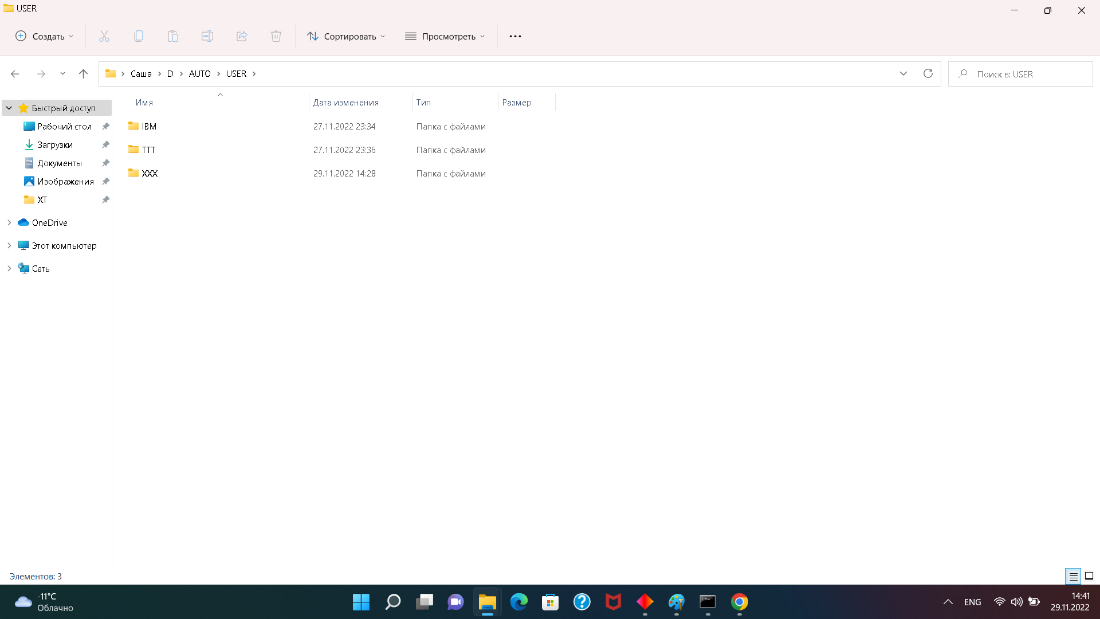 USER
Создать
Сортировать
Просмотреть
Саша > D > AUTO > USER >
Поиск в: USER
Имя Дата изменения Тип Размер
IBM 27.11.2022 23:34 Папка с файлами
TTT 27.11.2022 23:36 Папка с файлами
XXX 29.11.2022 14:28 Папка с файлами
Быстрый доступ
Рабочий стол
Загрузки
Документы
Изображения
XT
OneDrive
Этот компьютер
Сеть
Элементов: 3
-11°C
Облачно
ENG
14:41
29.11.2022